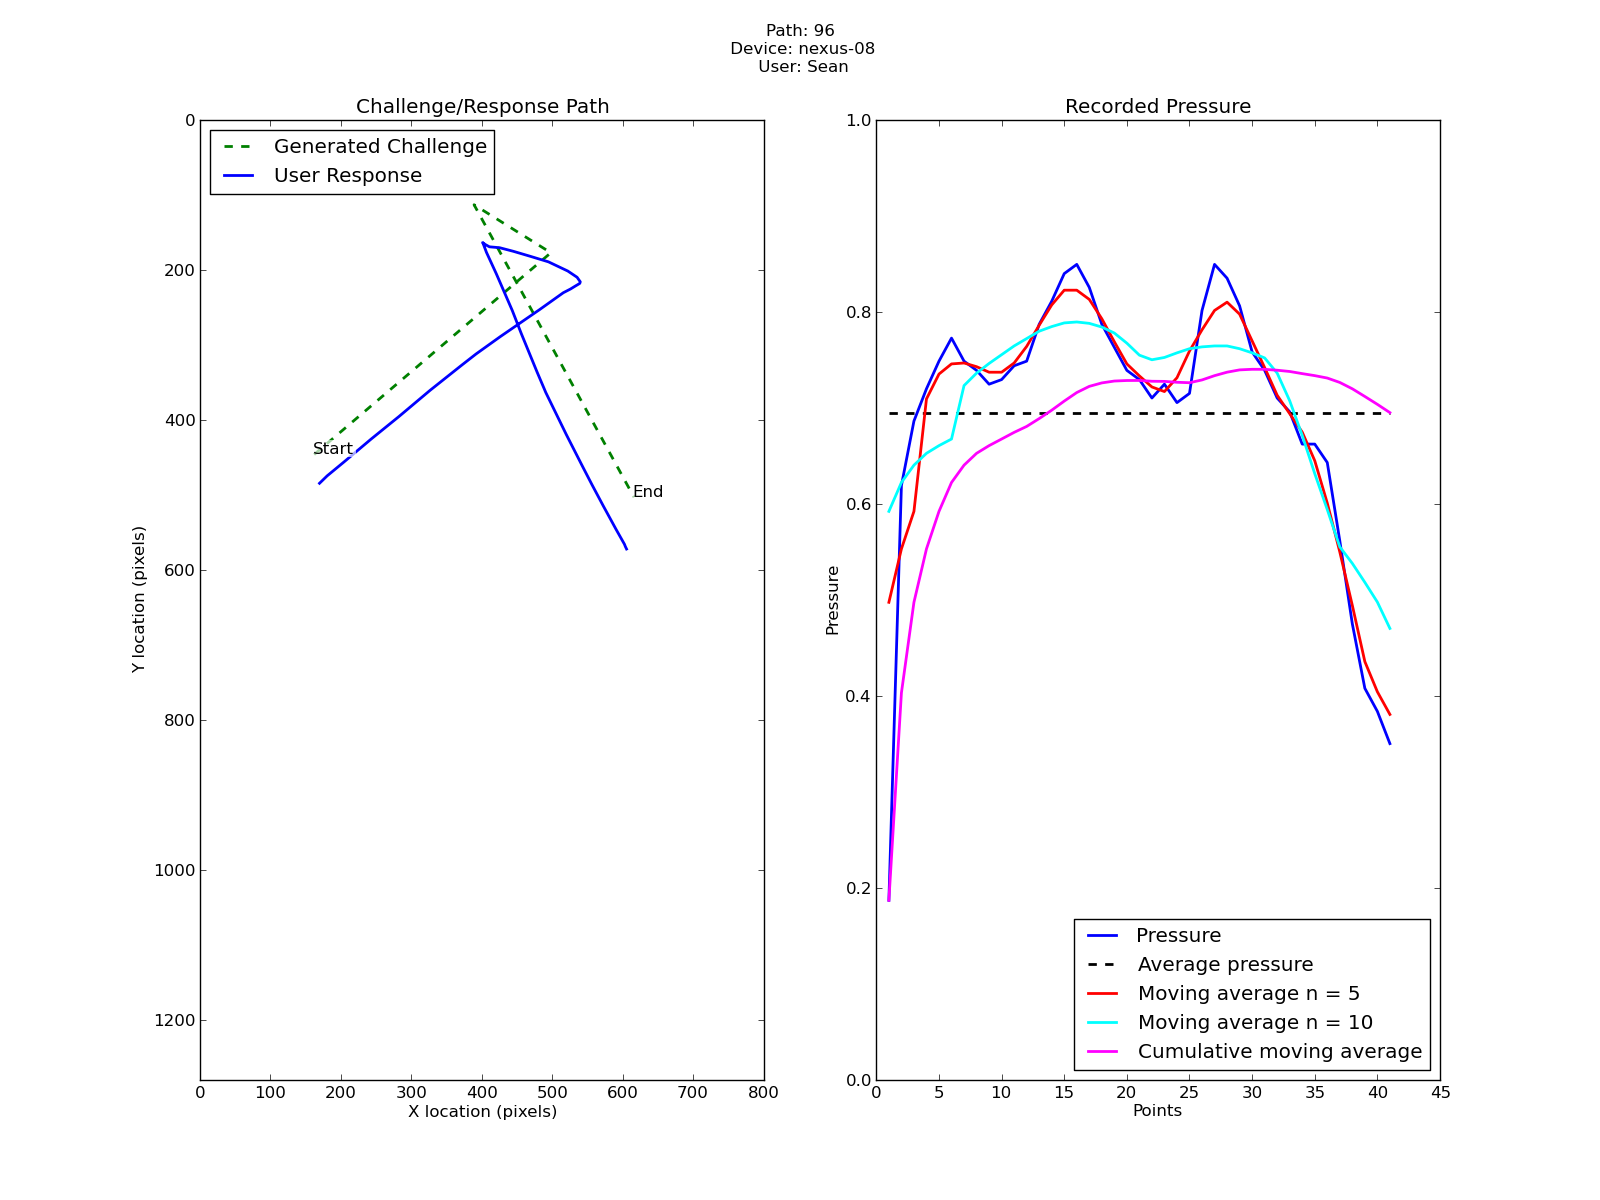 Path: 96
Device: nexus-08
User: Sean
Challenge/Response Path
Generated Challenge
User Response
Start
End
0
200
400
600
800
1000
1200
Y location (pixels)
0 100 200 300 400 500 600 700 800
X location (pixels)
Recorded Pressure
1.0
0.8
0.6
0.4
0.2
0.0
Pressure
Pressure
Average pressure
Moving average n = 5
Moving average n = 10
Cumulative moving average
0 5 10 15 20 25 30 35 40 45
Points